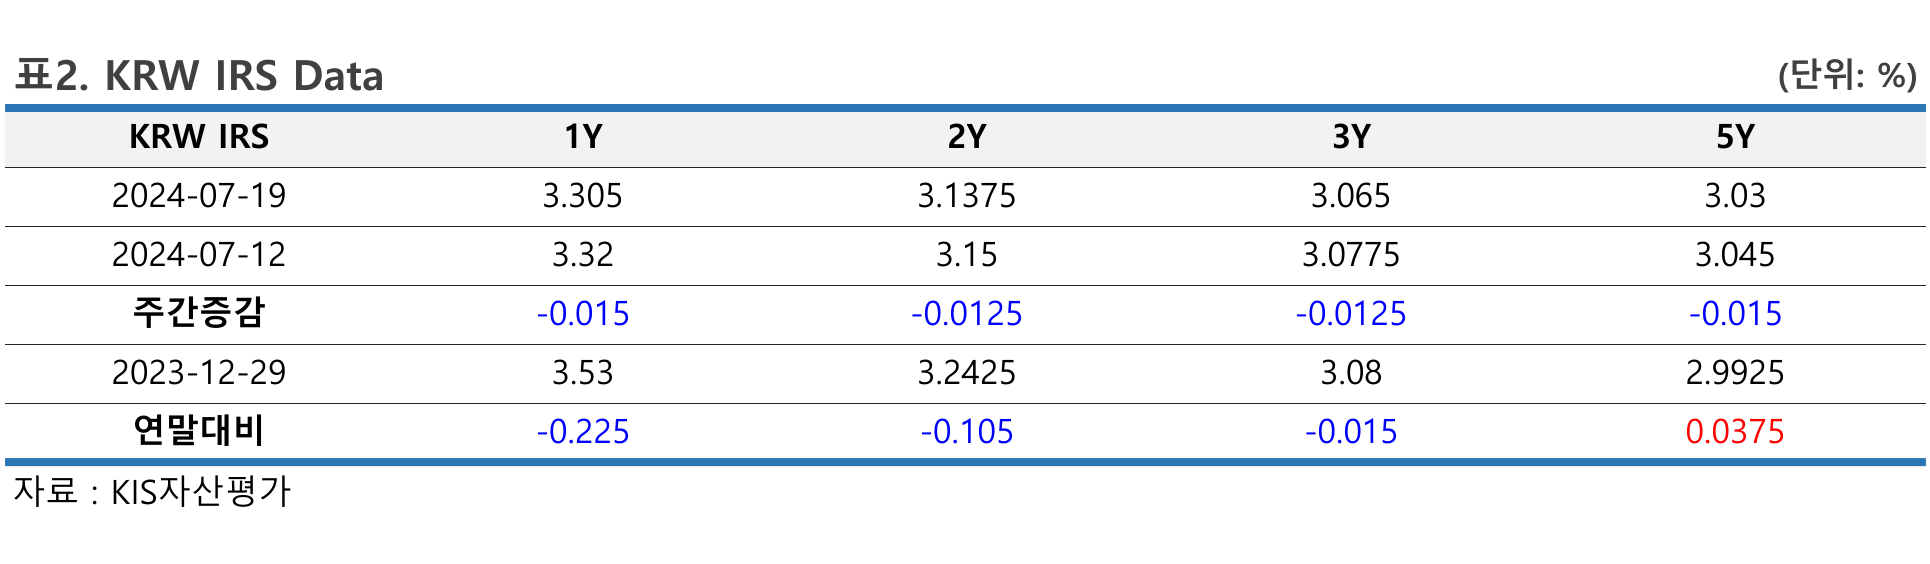 표2. KRW IRS Data (단위: %)
KRW IRS 1Y 2Y 3Y 5Y
2024-07-19 3.305 3.1375 3.065 3.03
2024-07-12 3.32 3.15 3.0775 3.045
주간증감 -0.015 -0.0125 -0.0125 -0.015
2023-12-29 3.53 3.2425 3.08 2.9925
연말대비 -0.225 -0.105 -0.015 0.0375
자료 : KIS자산평가